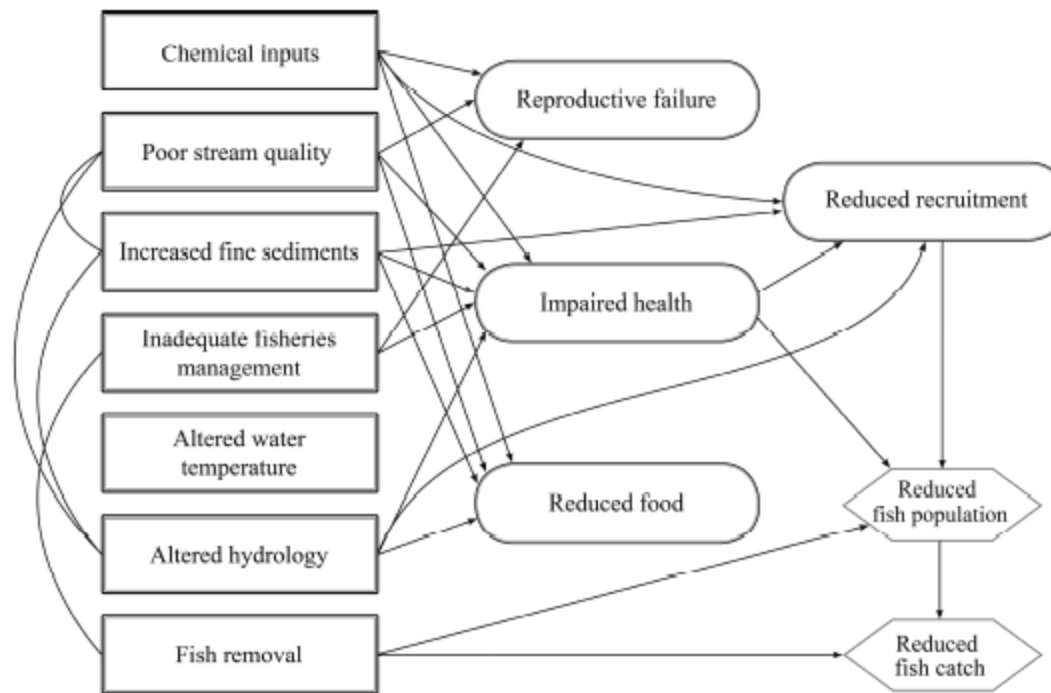 Chemical inputs
Poor stream quality
Increased fine sediments
Inadequate fisheries
management
Altered water
temperature
Altered hydrology
Fish removal
Reproductive failure
Impaired health
Reduced food
Reduced recruitment
Reduced
fish population
Reduced
fish catch